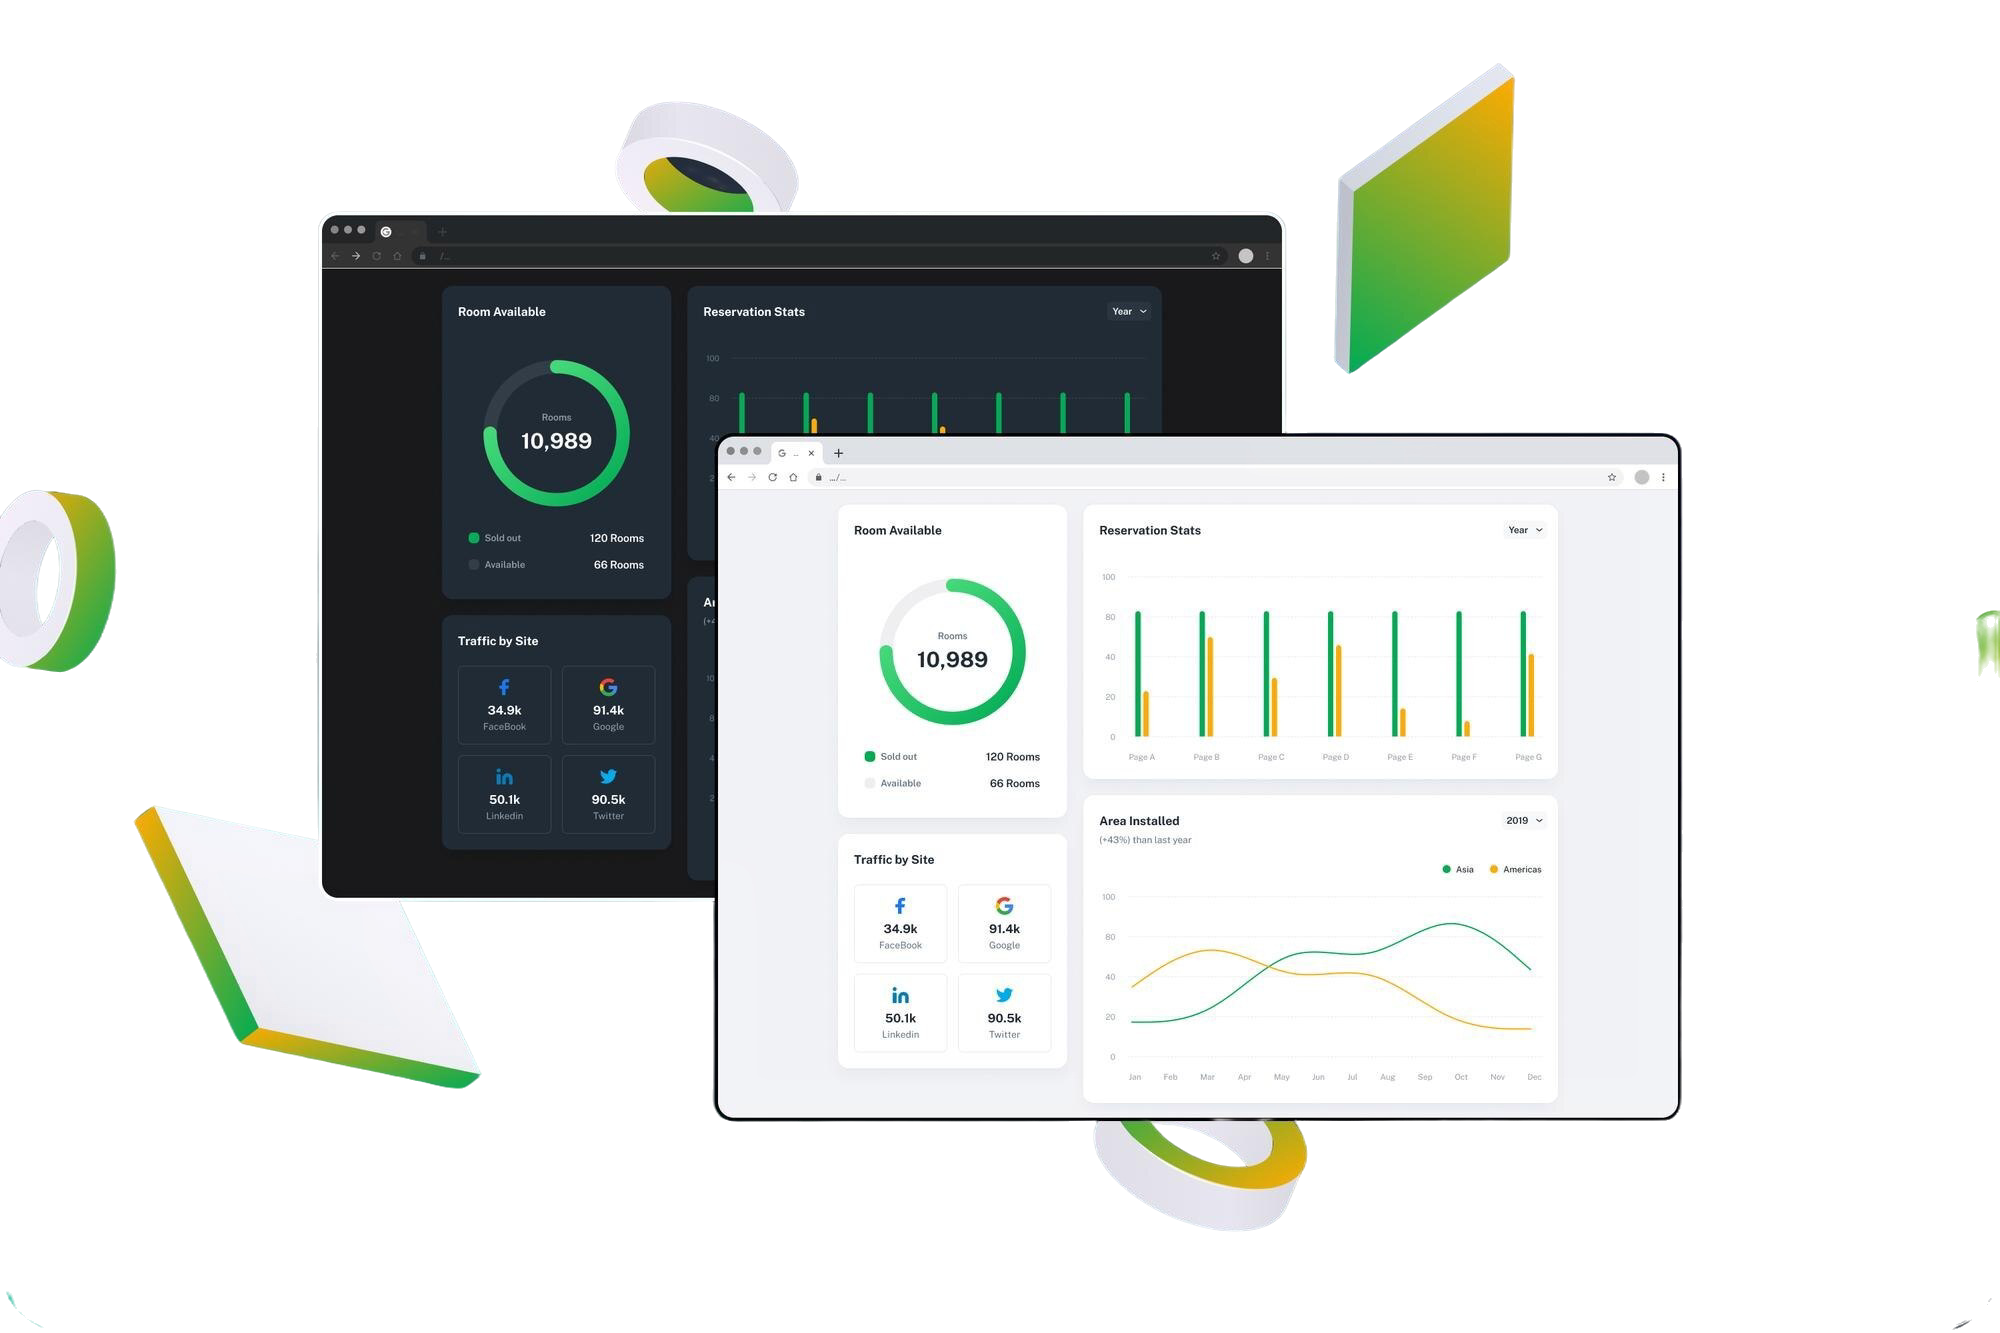 /...
Room Available
Rooms
10,989
Sold out 120 Rooms
Available 66 Rooms
Reservation Stats
Year
100
80
40
2
Traffic by Site
34.9k
FaceBook
91.4k
Google
50.1k
Linkedin
90.5k
Twitter
Ar
(+4
10
8
4
2
G ..
.../...
Room Available
Rooms
10,989
Sold out 120 Rooms
Available 66 Rooms
Reservation Stats
Year
100
80
40
20
0
Page A Page B Page C Page D Page E Page F Page G
Traffic by Site
34.9k
FaceBook
91.4k
Google
50.1k
Linkedin
90.5k
Twitter
Area Installed
2019
(+43%) than last year
Asia Americas
100
80
40
20
0
Jan Feb Mar Apr May Jun Jul Aug Sep Oct Nov Dec